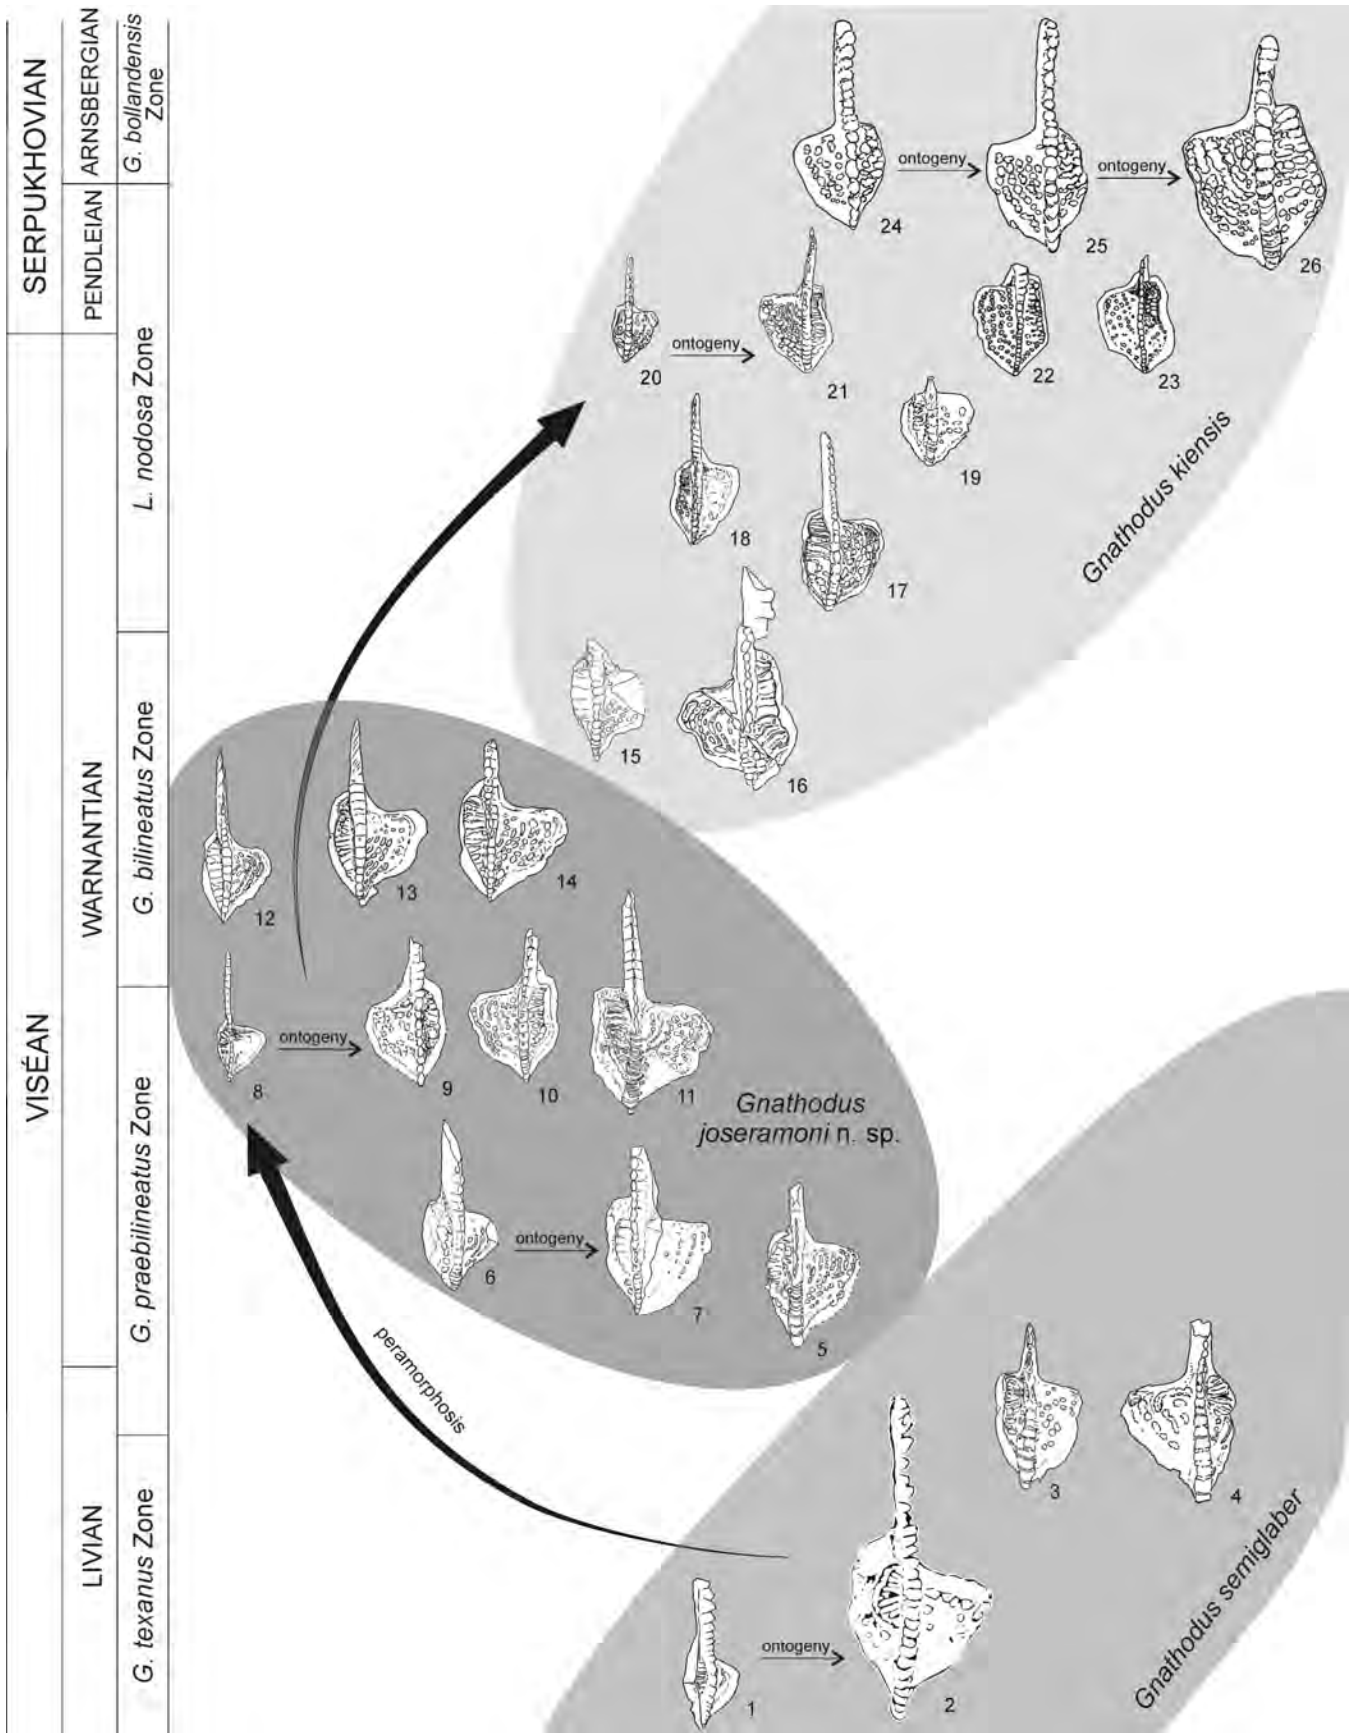 SERPUKHOVIAN
VISÉAN
ARNSBERGIAN
PENDLEIAN
WARNANTIAN
LIVIAN
G. bollandensis
Zone
L. nodosa Zone
G. bilineatus Zone
G. praebilineatus Zone
G. texanus Zone
ontogeny
ontogeny
24
25
26
ontogeny
20
21
22
23
19
18
17
Gnathodus kiensis
15
16
12
13
14
ontogeny
8
9
10
11
Gnathodus
joseramoni n. sp.
ontogeny
6
7
5
peramorphosis
3
4
ontogeny
1
2
Gnathodus semiglaber